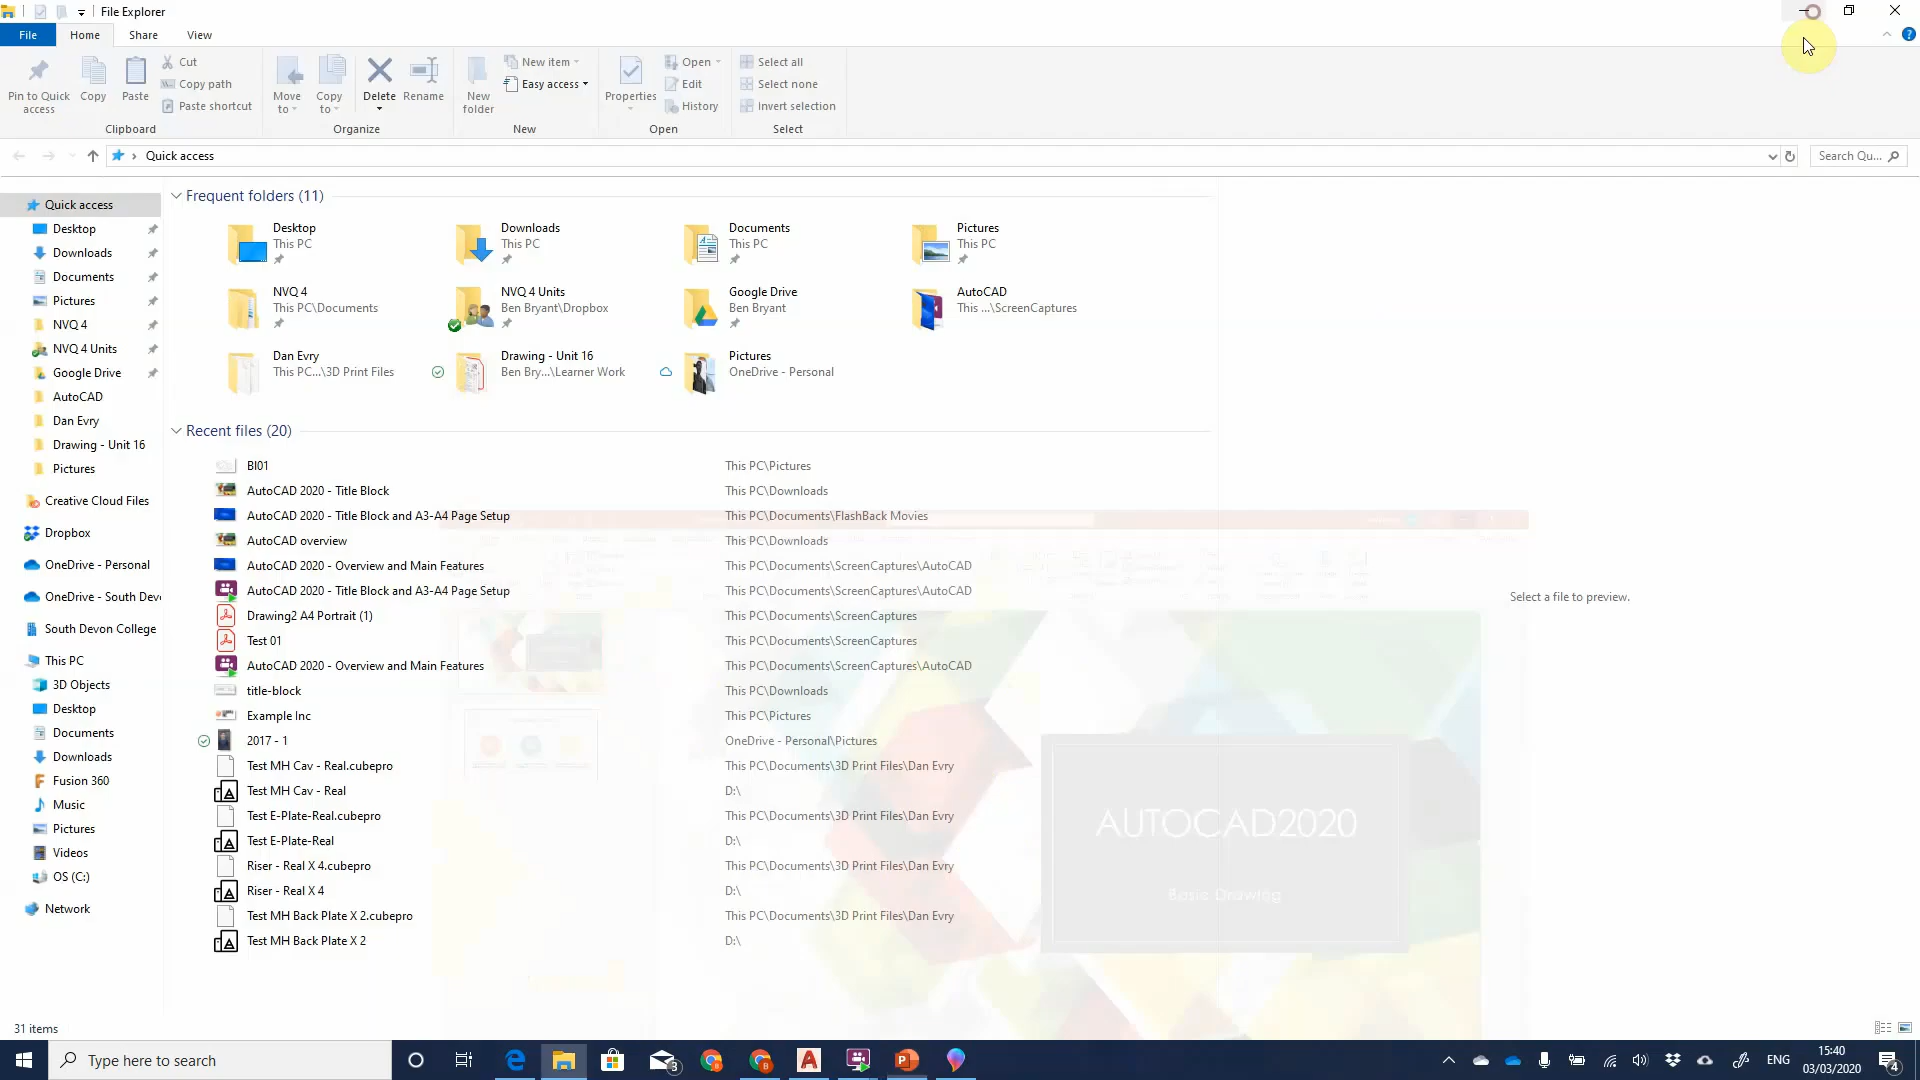 File Explorer
File Home Share View
Pin to Quick access
Copy
Paste
Cut
Copy path
Paste shortcut
Move to
Copy to
Delete
Rename
New folder
New item
Easy access
Properties
Open
Edit
History
Select all
Select none
Invert selection
Clipboard Organize New Open Select
Quick access
Search Qu...
Quick access
Desktop
Downloads
Documents
Pictures
NVQ 4
NVQ 4 Units
Google Drive
AutoCAD
Dan Evry
Drawing - Unit 16
Pictures
Creative Cloud Files
Dropbox
OneDrive - Personal
OneDrive - South Dev
South Devon College
This PC
3D Objects
Desktop
Documents
Downloads
Fusion 360
Music
Pictures
Videos
OS (C:)
Network
Frequent folders (11)
Desktop
This PC
Downloads
This PC
Documents
This PC
Pictures
This PC
NVQ 4
This PC\Documents
NVQ 4 Units
Ben Bryant\Dropbox
Google Drive
Ben Bryant
AutoCAD
This ...\ScreenCaptures
Dan Evry
This PC...\3D Print Files
Drawing - Unit 16
Ben Bry...\Learner Work
Pictures
OneDrive - Personal
Recent files (20)
BI01 This PC\Pictures
AutoCAD 2020 - Title Block This PC\Downloads
AutoCAD 2020 - Title Block and A3-A4 Page Setup This PC\Documents\FlashBack Movies
AutoCAD overview This PC\Downloads
AutoCAD 2020 - Overview and Main Features This PC\Documents\ScreenCaptures\AutoCAD
AutoCAD 2020 - Title Block and A3-A4 Page Setup This PC\Documents\ScreenCaptures\AutoCAD
Drawing2 A4 Portrait (1) This PC\Documents\ScreenCaptures
Test 01 This PC\Documents\ScreenCaptures
AutoCAD 2020 - Overview and Main Features This PC\Documents\ScreenCaptures\AutoCAD
title-block This PC\Downloads
Example Inc This PC\Pictures
2017 - 1 OneDrive - Personal\Pictures
Test MH Cav - Real.cubepro This PC\Documents\3D Print Files\Dan Evry
Test MH Cav - Real D:\
Test E-Plate-Real.cubepro This PC\Documents\3D Print Files\Dan Evry
Test E-Plate-Real D:\
Riser - Real X 4.cubepro This PC\Documents\3D Print Files\Dan Evry
Riser - Real X 4 D:\
Test MH Back Plate X 2.cubepro This PC\Documents\3D Print Files\Dan Evry
Test MH Back Plate X 2 D:\
Select a file to preview.
AUTOCAD2020
Basic Drawing
31 items
Type here to search
3
ENG
15:40
03/03/2020
4